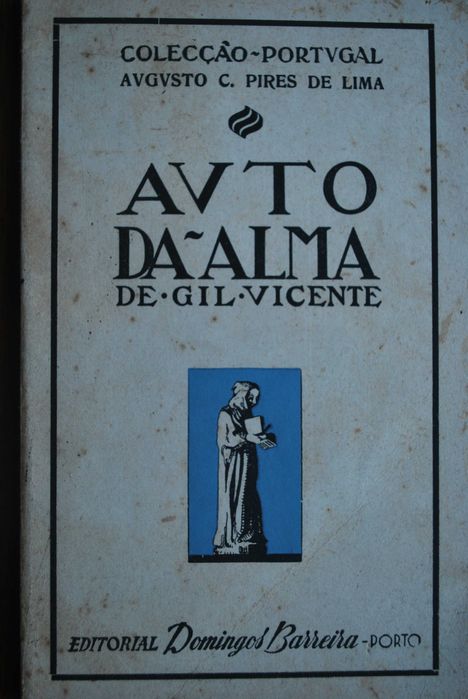 COLECÇÃO-PORTVGAL
AVGVSTO C. PIRES DE LIMA
AVTO
DA-ALMA
DE·GIL·VICENTE
EDITORIAL Domingos Barreira-PORTO